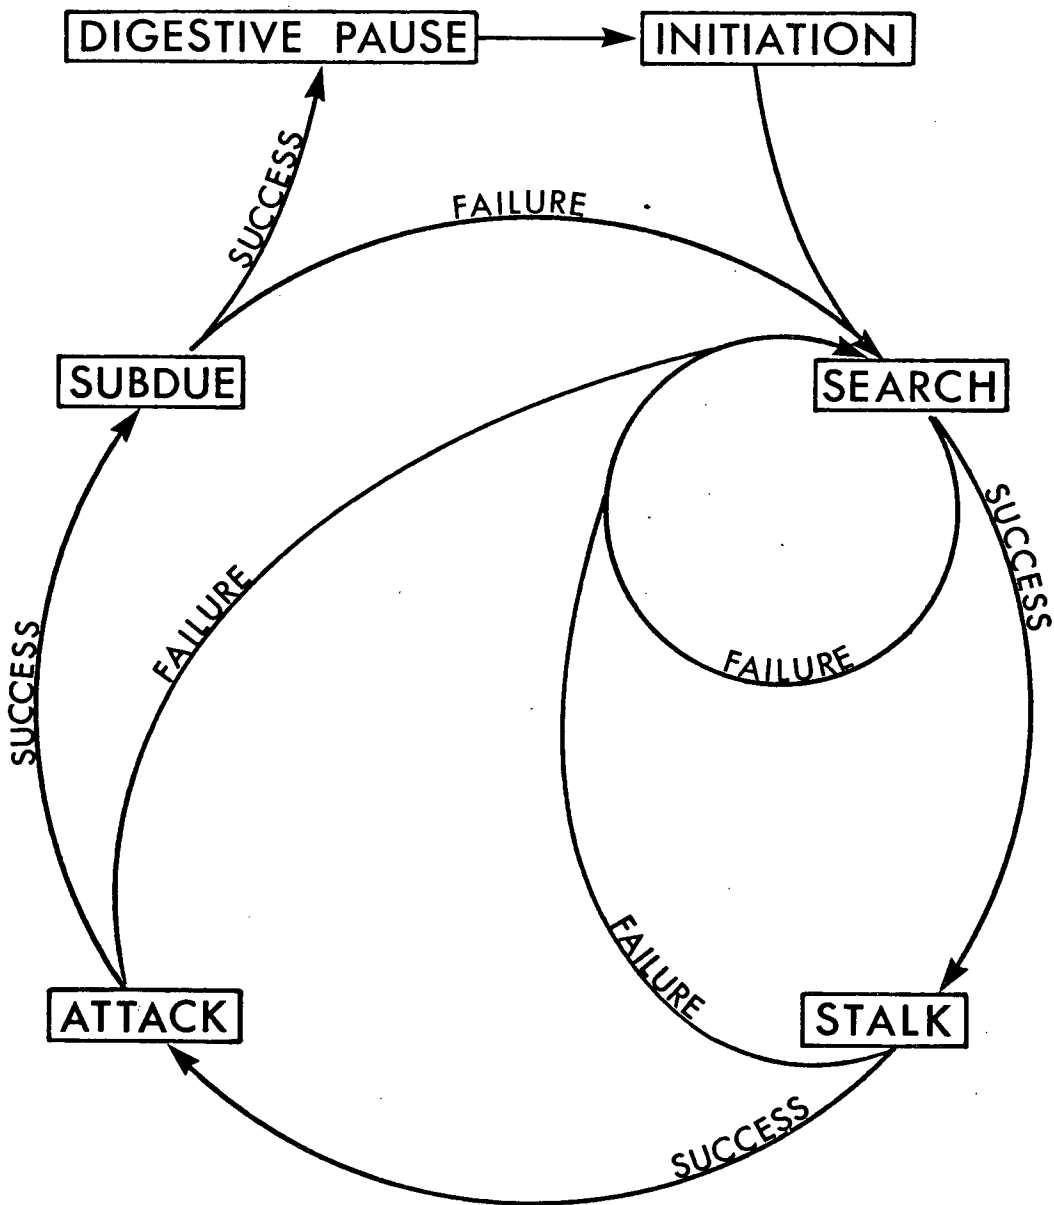 DIGESTIVE PAUSE
INITIATION
SUCCESS
FAILURE
SUBDUE
SEARCH
SUCCESS
FAILURE
SUCCESS
FAILURE
FAILURE
ATTACK
STALK
SUCCESS